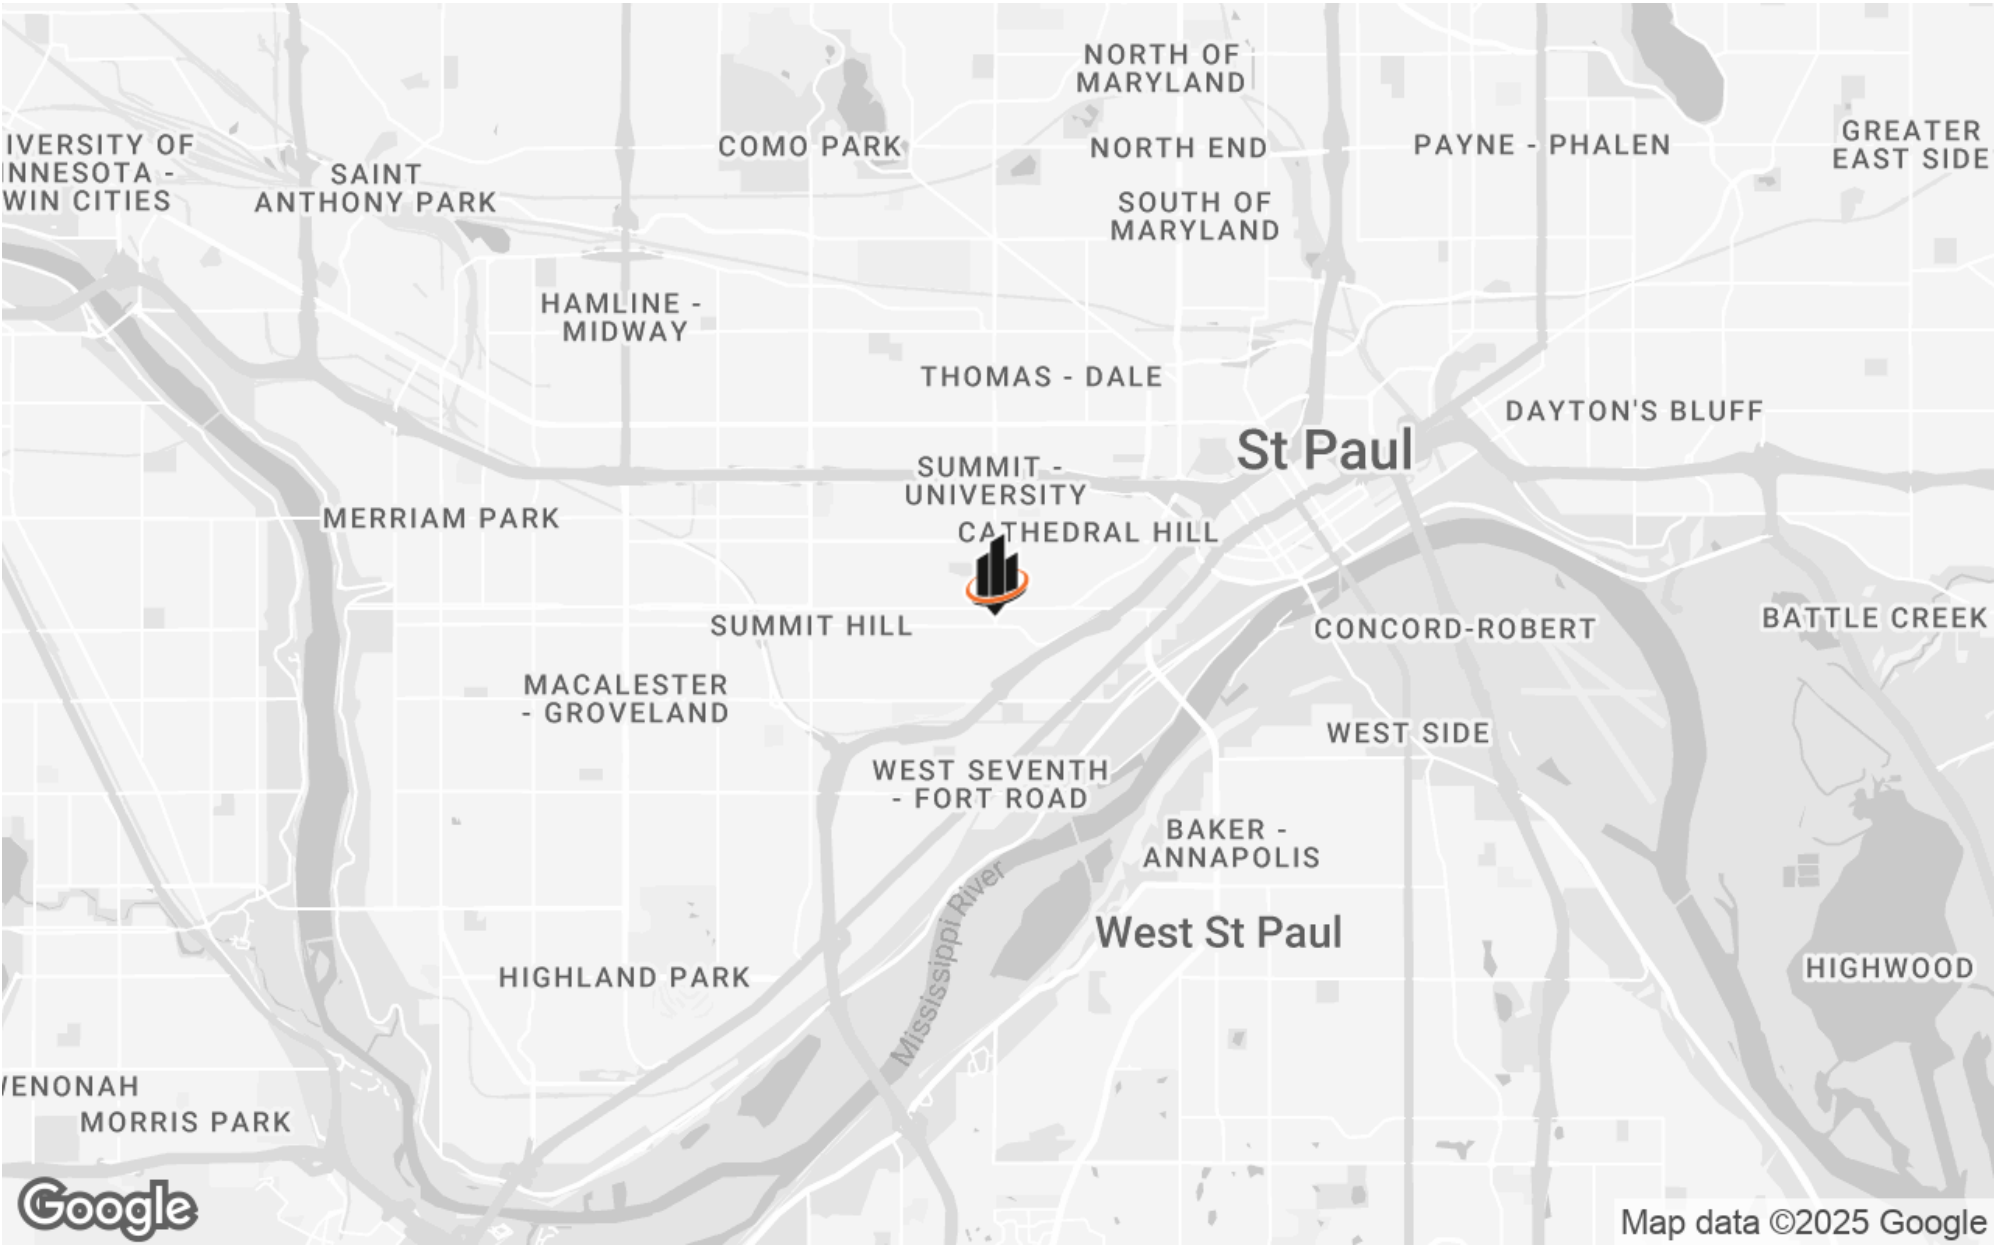 NORTH OF
MARYLAND
IVERSITY OF
INNESOTA -
WIN CITIES
SAINT
ANTHONY PARK
COMO PARK
NORTH END
PAYNE - PHALEN
GREATER
EAST SIDE
SOUTH OF
MARYLAND
HAMLINE -
MIDWAY
THOMAS - DALE
DAYTON'S BLUFF
St Paul
SUMMIT -
UNIVERSITY
MERRIAM PARK
CATHEDRAL HILL
SUMMIT HILL
CONCORD-ROBERT
BATTLE CREEK
MACALESTER
- GROVELAND
WEST SIDE
WEST SEVENTH
- FORT ROAD
BAKER -
ANNAPOLIS
Mississippi River
West St Paul
HIGHLAND PARK
HIGHWOOD
VENONAH
MORRIS PARK
Google
Map data ©2025 Google